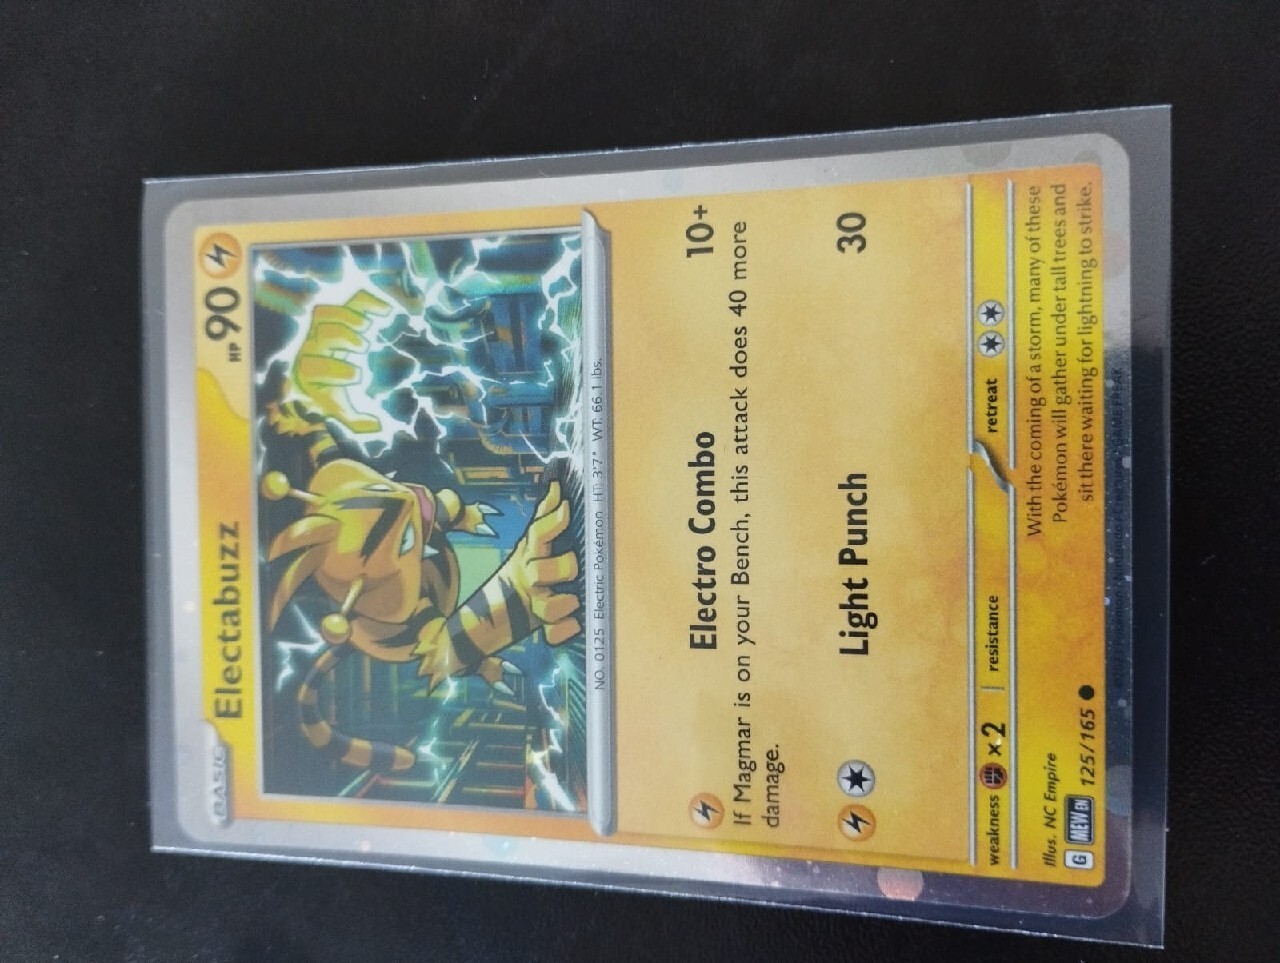 BASIC
Electabuzz
HP 90
NO. 0125 Electric Pokémon HT: 3'7" WT: 66.1 lbs.
Electro Combo 10+
If Magmar is on your Bench, this attack does 40 more
damage.
Light Punch 30
weakness ×2 resistance retreat
Illus. NC Empire
G MEW EN 125/165
With the coming of a storm, many of these
Pokémon will gather under tall trees and
sit there waiting for lightning to strike.